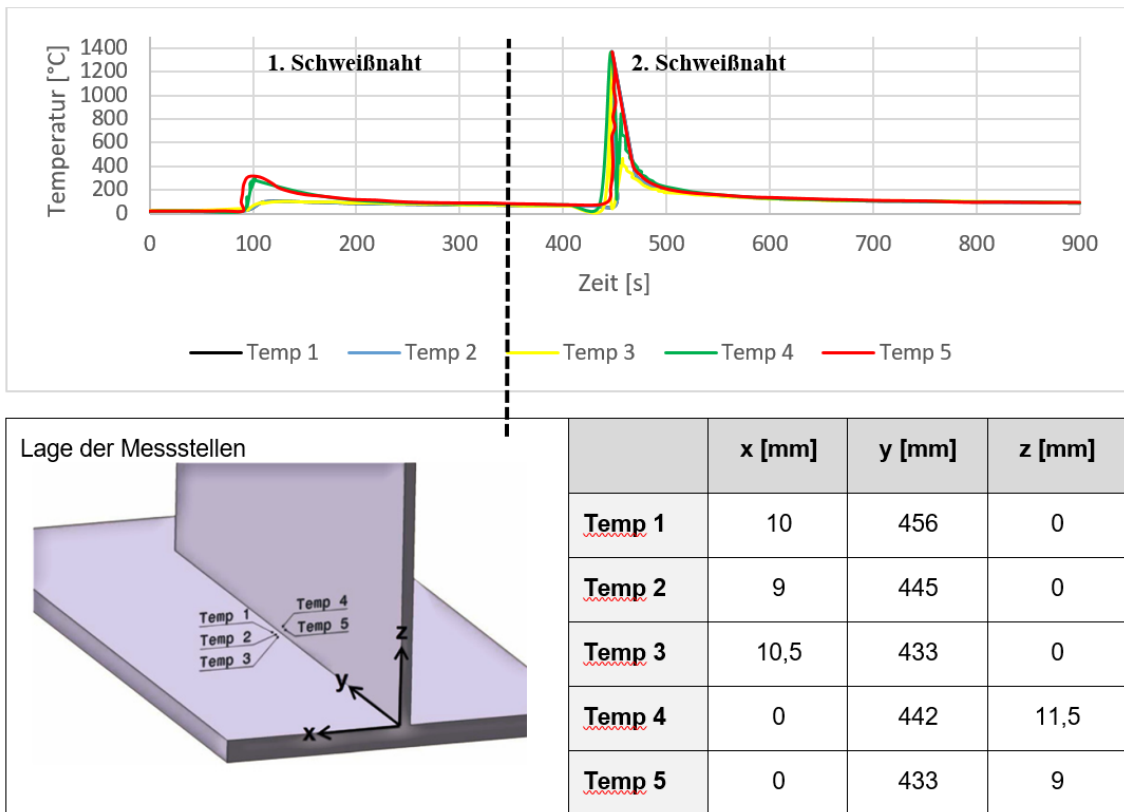 Temperatur [°C]
1400
1200
1000
800
600
400
200
0
1. Schweißnaht
2. Schweißnaht
0 100 200 300 400 500 600 700 800 900
Zeit [s]
Temp 1 Temp 2 Temp 3 Temp 4 Temp 5
Lage der Messstellen
Temp 1
Temp 2
Temp 3
Temp 4
Temp 5
z
y
x
x [mm] y [mm] z [mm]
Temp 1 10 456 0
Temp 2 9 445 0
Temp 3 10,5 433 0
Temp 4 0 442 11,5
Temp 5 0 433 9